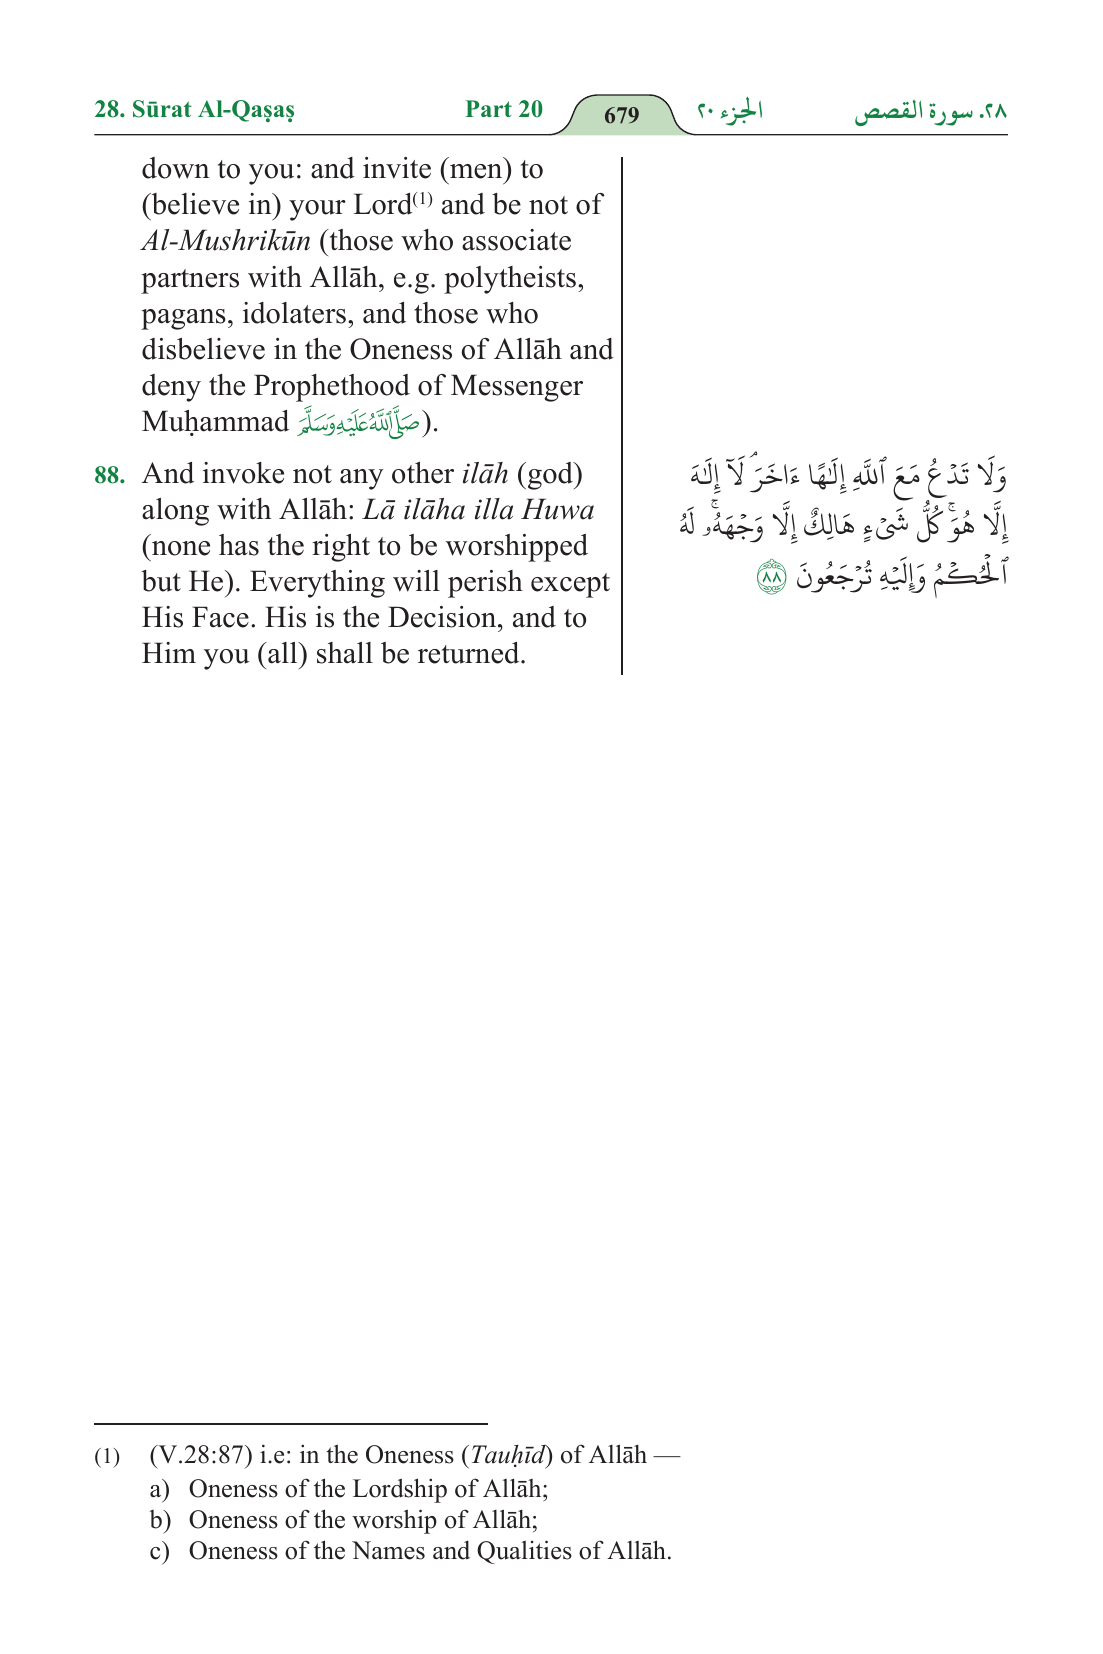 28. Sūrat Al-Qaṣaṣ Part 20 679 الجزء ٢٠ ٢٨. سورة القصص
down to you: and invite (men) to
(believe in) your Lord(1) and be not of
Al-Mushrikūn (those who associate
partners with Allāh, e.g. polytheists,
pagans, idolaters, and those who
disbelieve in the Oneness of Allāh and
deny the Prophethood of Messenger
Muḥammad صَلَّى ٱللَّهُ عَلَيْهِ وَسَلَّمَ).
88. And invoke not any other ilāh (god)
along with Allāh: Lā ilāha illa Huwa
(none has the right to be worshipped
but He). Everything will perish except
His Face. His is the Decision, and to
Him you (all) shall be returned.
وَلَا تَدْعُ مَعَ ٱللَّهِ إِلَـٰهًا ءَاخَرَ ۘ لَآ إِلَـٰهَ
إِلَّا هُوَ ۚ كُلُّ شَىْءٍ هَالِكٌ إِلَّا وَجْهَهُۥ ۚ لَهُ
ٱلْحُكْمُ وَإِلَيْهِ تُرْجَعُونَ ٨٨
(1) (V.28:87) i.e: in the Oneness (Tauḥīd) of Allāh —
a) Oneness of the Lordship of Allāh;
b) Oneness of the worship of Allāh;
c) Oneness of the Names and Qualities of Allāh.